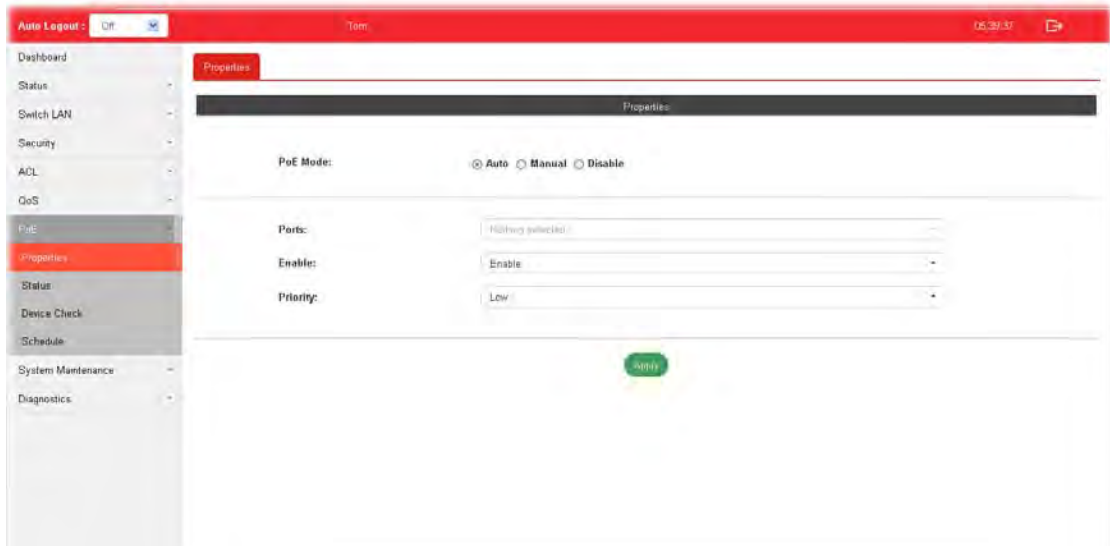 Auto Logout : Off Tom 05:39:37
Dashboard
Properties
Status
Switch LAN
Properties
Security
PoE Mode: Auto Manual Disable
ACL
QoS
PoE
Ports: Nothing selected
Properties
Enable: Enable
Status
Priority: Low
Device Check
Schedule
System Maintenance
Apply
Diagnostics